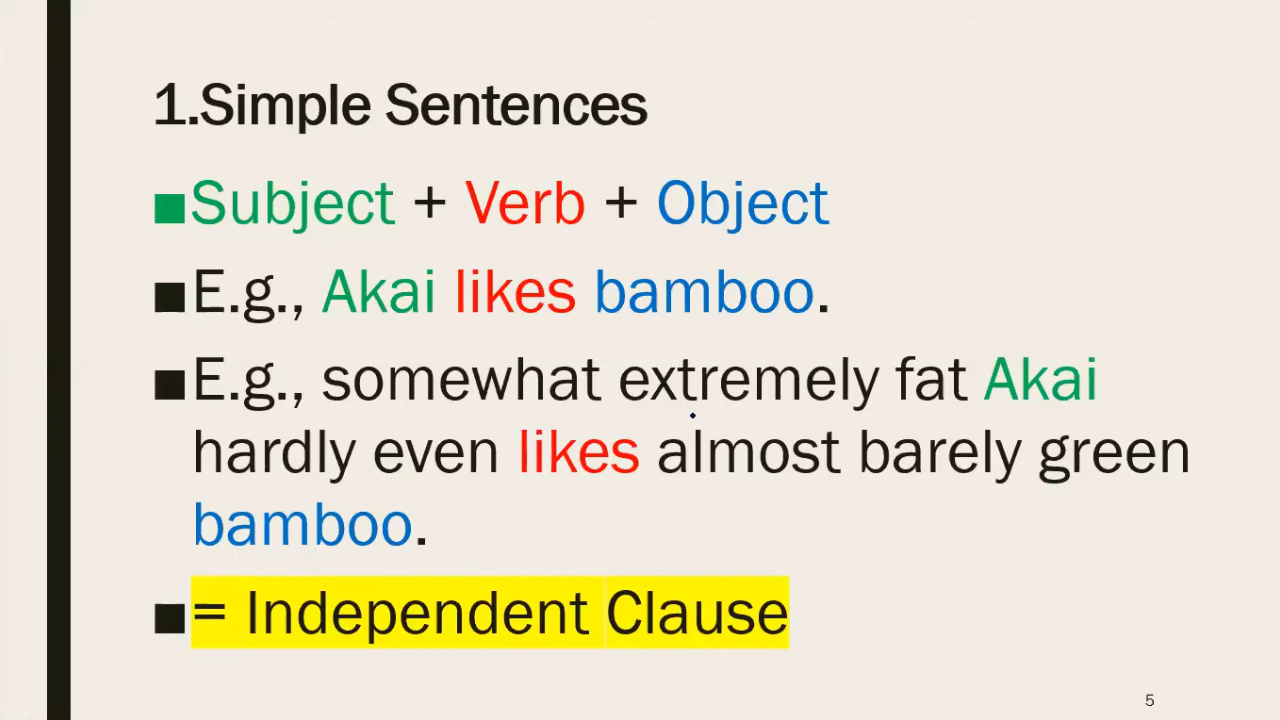 1.Simple Sentences
■Subject + Verb + Object
■E.g., Akai likes bamboo.
■E.g., somewhat extremely fat Akai
hardly even likes almost barely green
bamboo.
■= Independent Clause
5